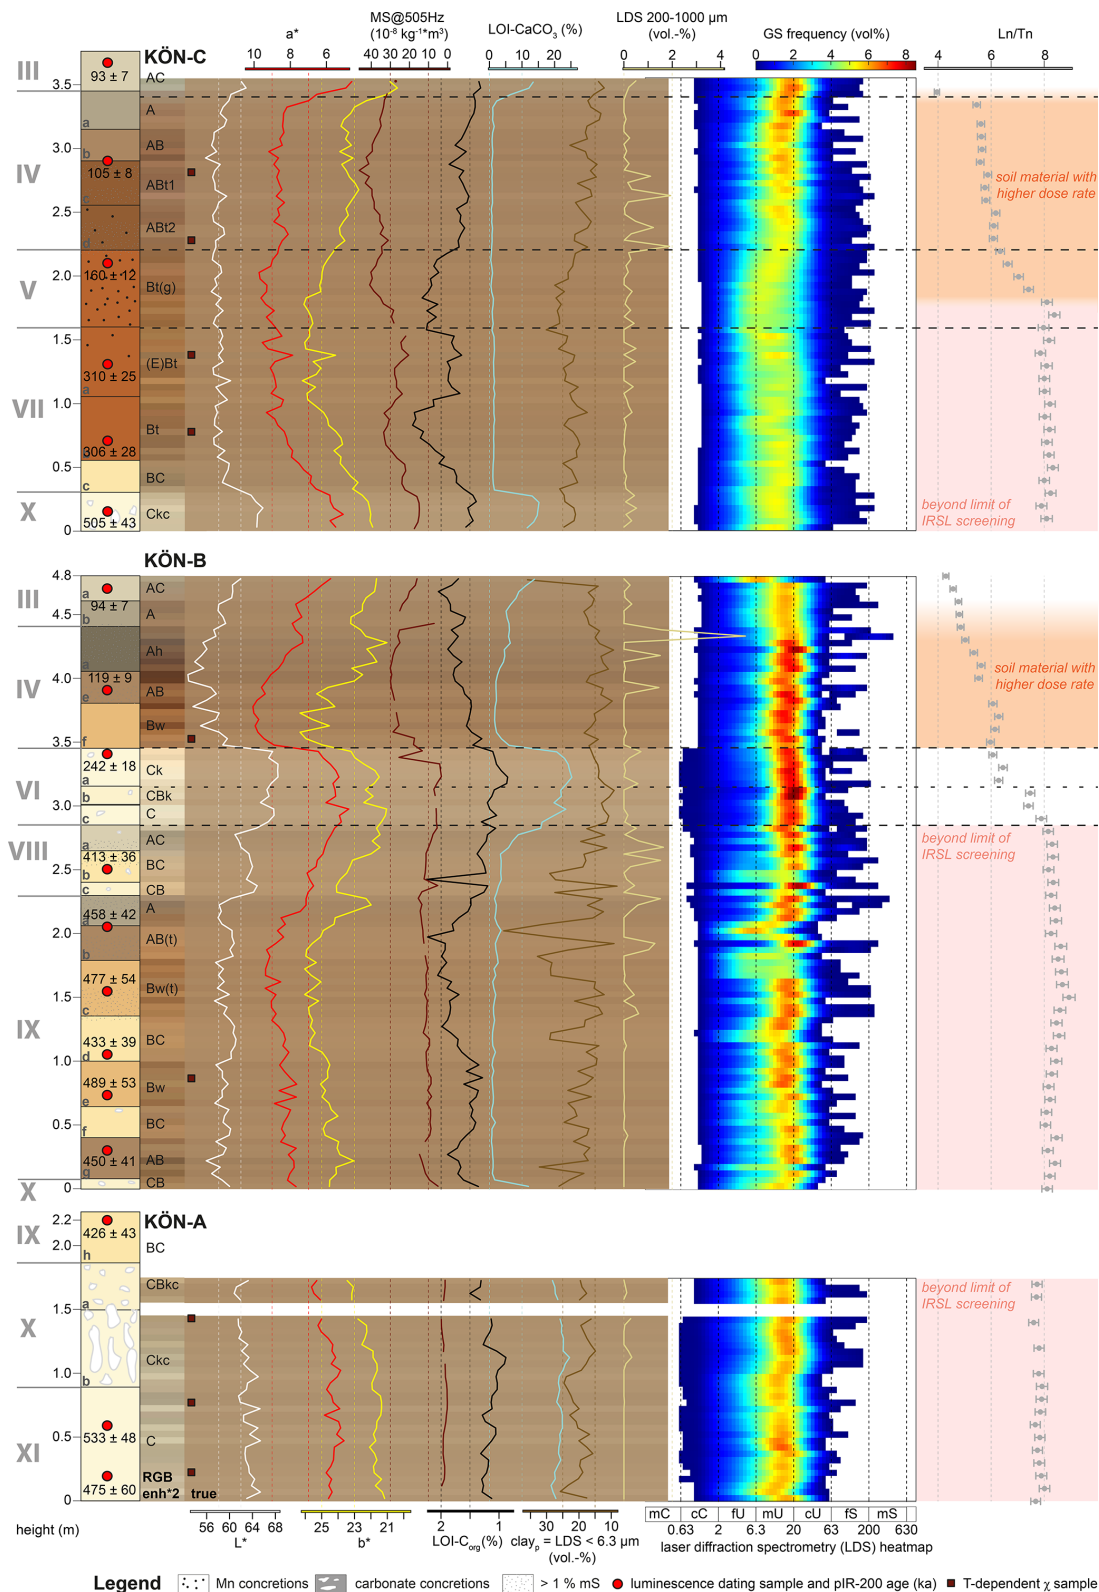 MS@505Hz
a* (10⁻⁸ kg⁻¹*m³) LOI-CaCO₃ (%) LDS 200-1000 µm (vol.-%) GS frequency (vol%) Ln/Tn
10 8 6 40 30 20 10 0 0 10 20 0 2 4 0 2 4 6 8 4 6 8
KÖN-C
III 93 ± 7 AC
3.5
A
a
AB
3.0
b
IV 105 ± 8 ABt1
c
2.5
ABt2
d
soil material with
higher dose rate
2.0
V 160 ± 12 Bt(g)
1.5
(E)Bt
310 ± 25
a
1.0
VII
Bt
306 ± 28
0.5
c
BC
X
505 ± 43 Ckc
0
beyond limit of
IRSL screening
KÖN-B
4.8
III a AC
94 ± 7
4.5 b A
Ah
a
4.0 119 ± 9
IV e AB
Bw
3.5 f
soil material with
higher dose rate
242 ± 18 Ck
a
VI b CBk
3.0 C
c
VIII a AC
413 ± 36 BC
2.5 b
c CB
beyond limit of
IRSL screening
458 ± 42 A
a
2.0
b AB(t)
477 ± 54
Bw(t)
1.5
c
IX
433 ± 39 BC
d
1.0
489 ± 53 Bw
e
0.5 f BC
450 ± 41 AB
g
X 0 CB
KÖN-A
2.2
IX 426 ± 43
2.0
h BC
CBkc
a
1.5
X
Ckc
1.0
b
beyond limit of
IRSL screening
533 ± 48
0.5 C
XI
475 ± 60
RGB
enh*2 true
0
height (m)
56 60 64 68
L*
25 23 21
b*
2 1
LOI-Cₒᵣg(%)
30 20 10
clayₚ = LDS < 6.3 µm
(vol.-%)
mC cC fU mU cU fS mS
0.63 2 6.3 20 63 200 630
laser diffraction spectrometry (LDS) heatmap
Legend Mn concretions carbonate concretions > 1 % mS luminescence dating sample and pIR-200 age (ka) T-dependent χ sample